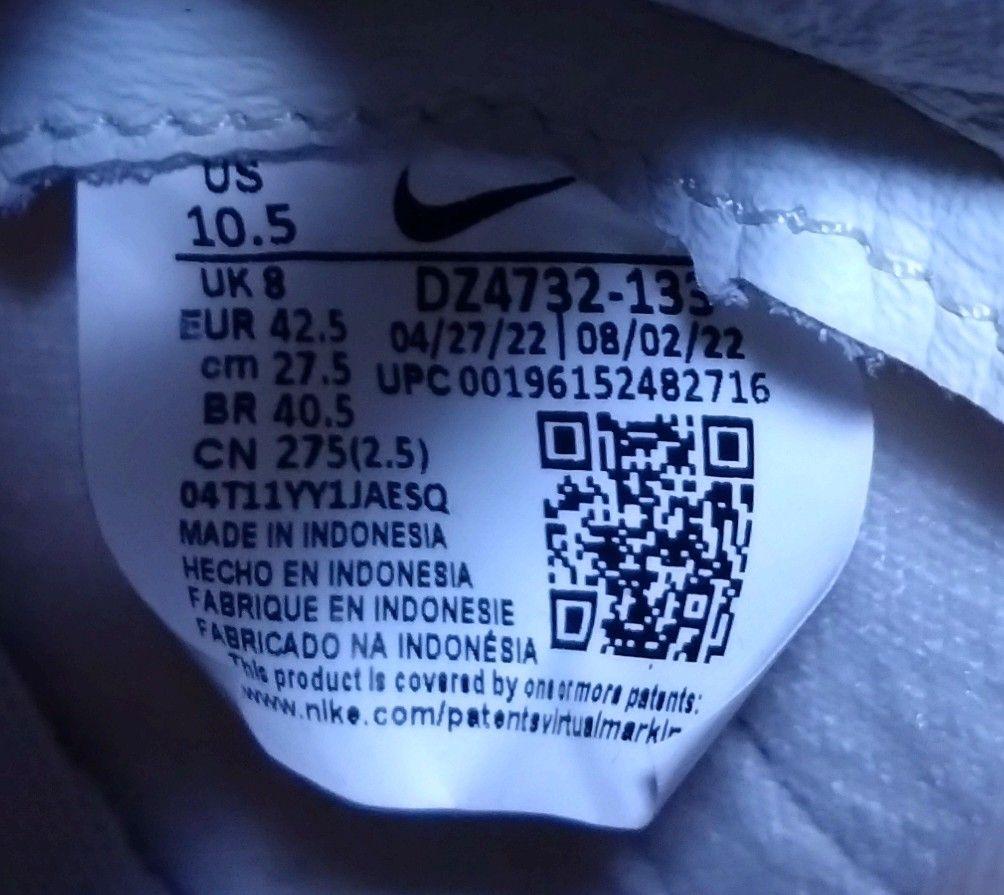 US
10.5
UK 8
EUR 42.5
cm 27.5
BR 40.5
CN 275(2.5)
DZ4732-133
04/27/22 | 08/02/22
UPC 00196152482716
04T11YY1JAESQ
MADE IN INDONESIA
HECHO EN INDONESIA
FABRIQUE EN INDONESIE
FABRICADO NA INDONÉSIA
This product is covered by one or more patents:
www.nike.com/patentsvirtualmarkin